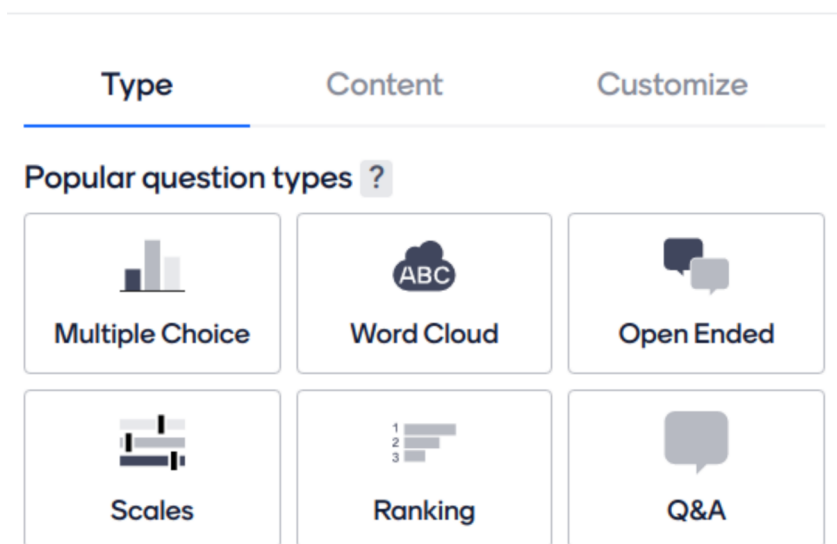 Type Content Customize
Popular question types ?
ABC
Multiple Choice Word Cloud Open Ended
1
2
3
Scales Ranking Q&A